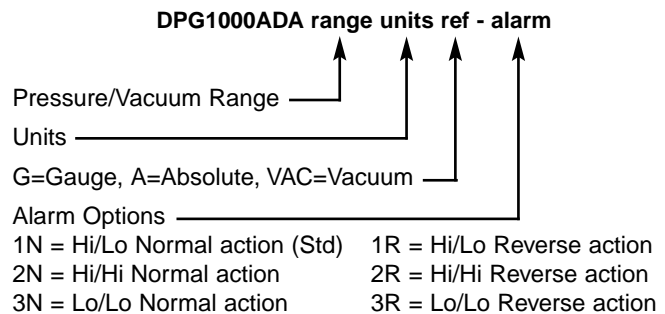 DPG1000ADA range units ref - alarm
Pressure/Vacuum Range
Units
G=Gauge, A=Absolute, VAC=Vacuum
Alarm Options
1N = Hi/Lo Normal action (Std) 1R = Hi/Lo Reverse action
2N = Hi/Hi Normal action 2R = Hi/Hi Reverse action
3N = Lo/Lo Normal action 3R = Lo/Lo Reverse action